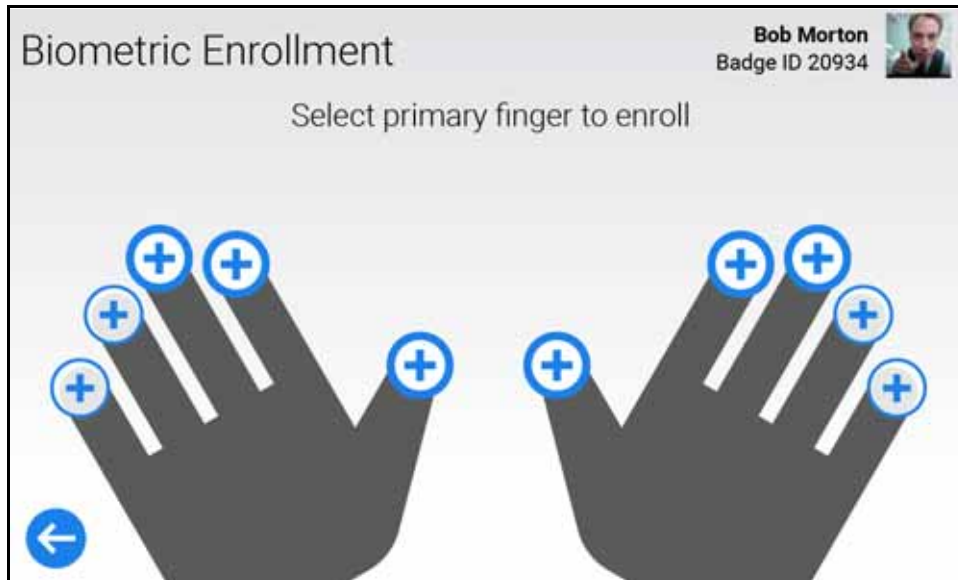 Biometric Enrollment
Bob Morton
Badge ID 20934
Select primary finger to enroll